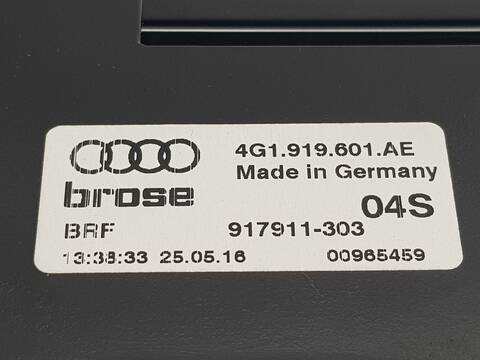 4G1.919.601.AE
Made in Germany
brose
04S
BRF 917911-303
13:38:33 25.05.16 00965459